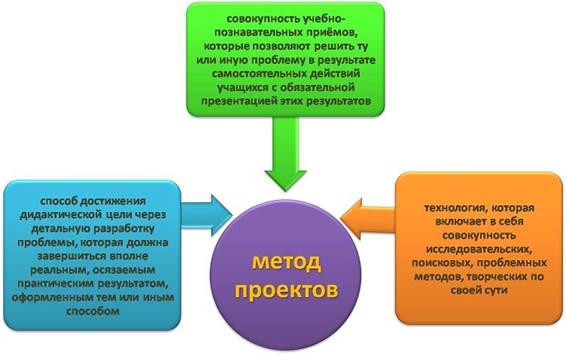 совокупность учебно-
познавательных приёмов,
которые позволяют решить ту
или иную проблему в результате
самостоятельных действий
учащихся с обязательной
презентацией этих результатов
способ достижения
дидактической цели через
детальную разработку
проблемы, которая должна
завершиться вполне
реальным, осязаемым
практическим результатом,
оформленным тем или иным
способом
метод
проектов
технология, которая
включает в себя
совокупность
исследовательских,
поисковых, проблемных
методов, творческих по
своей сути